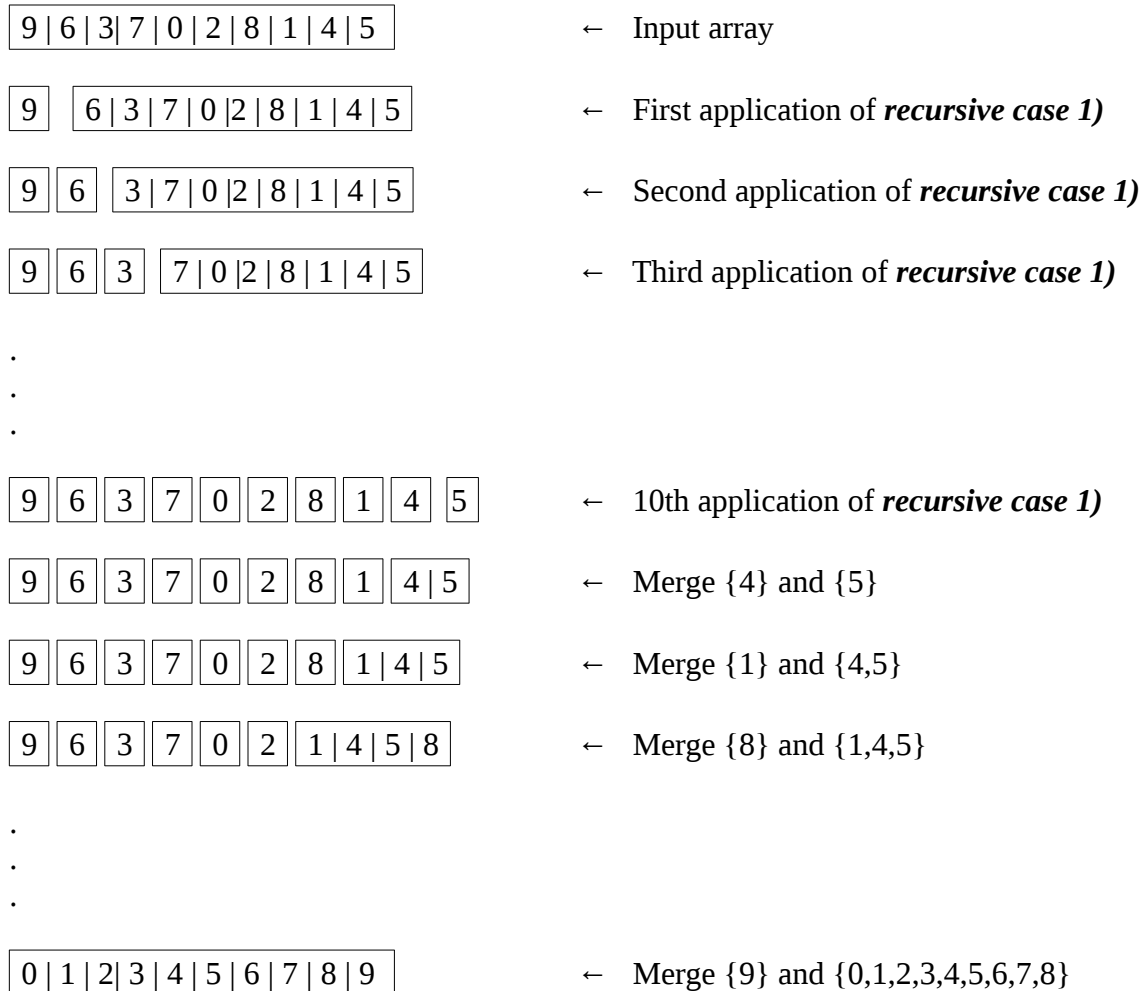 9 | 6 | 3| 7 | 0 | 2 | 8 | 1 | 4 | 5 ← Input array
9 6 | 3 | 7 | 0 |2 | 8 | 1 | 4 | 5 ← First application of recursive case 1)
9 6 3 | 7 | 0 |2 | 8 | 1 | 4 | 5 ← Second application of recursive case 1)
9 6 3 7 | 0 |2 | 8 | 1 | 4 | 5 ← Third application of recursive case 1)
.
.
.
9 6 3 7 0 2 8 1 4 5 ← 10th application of recursive case 1)
9 6 3 7 0 2 8 1 4 | 5 ← Merge {4} and {5}
9 6 3 7 0 2 8 1 | 4 | 5 ← Merge {1} and {4,5}
9 6 3 7 0 2 1 | 4 | 5 | 8 ← Merge {8} and {1,4,5}
.
.
.
0 | 1 | 2| 3 | 4 | 5 | 6 | 7 | 8 | 9 ← Merge {9} and {0,1,2,3,4,5,6,7,8}